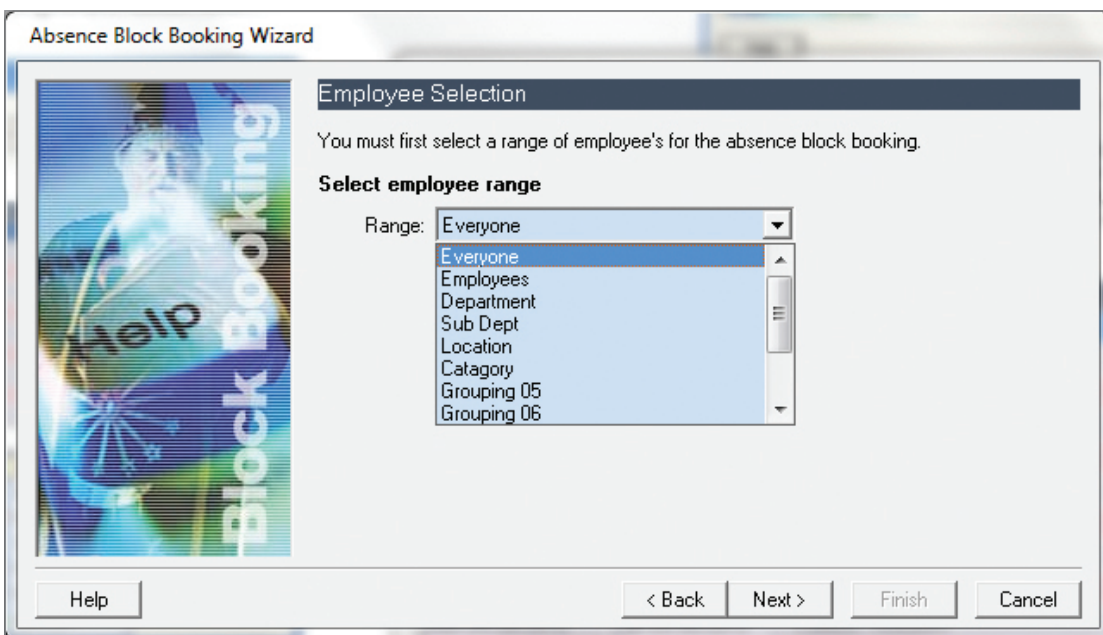 Absence Block Booking Wizard
Block Booking
Help
Employee Selection
You must first select a range of employee's for the absence block booking.
Select employee range
Range: Everyone
Everyone
Employees
Department
Sub Dept
Location
Catagory
Grouping 05
Grouping 06
Help < Back Next > Finish Cancel